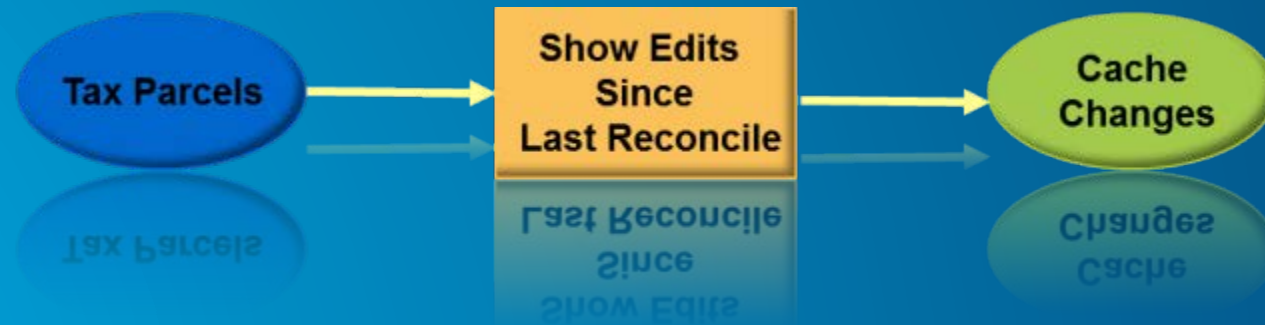 Tax Parcels
Show Edits
Since
Last Reconcile
Cache
Changes